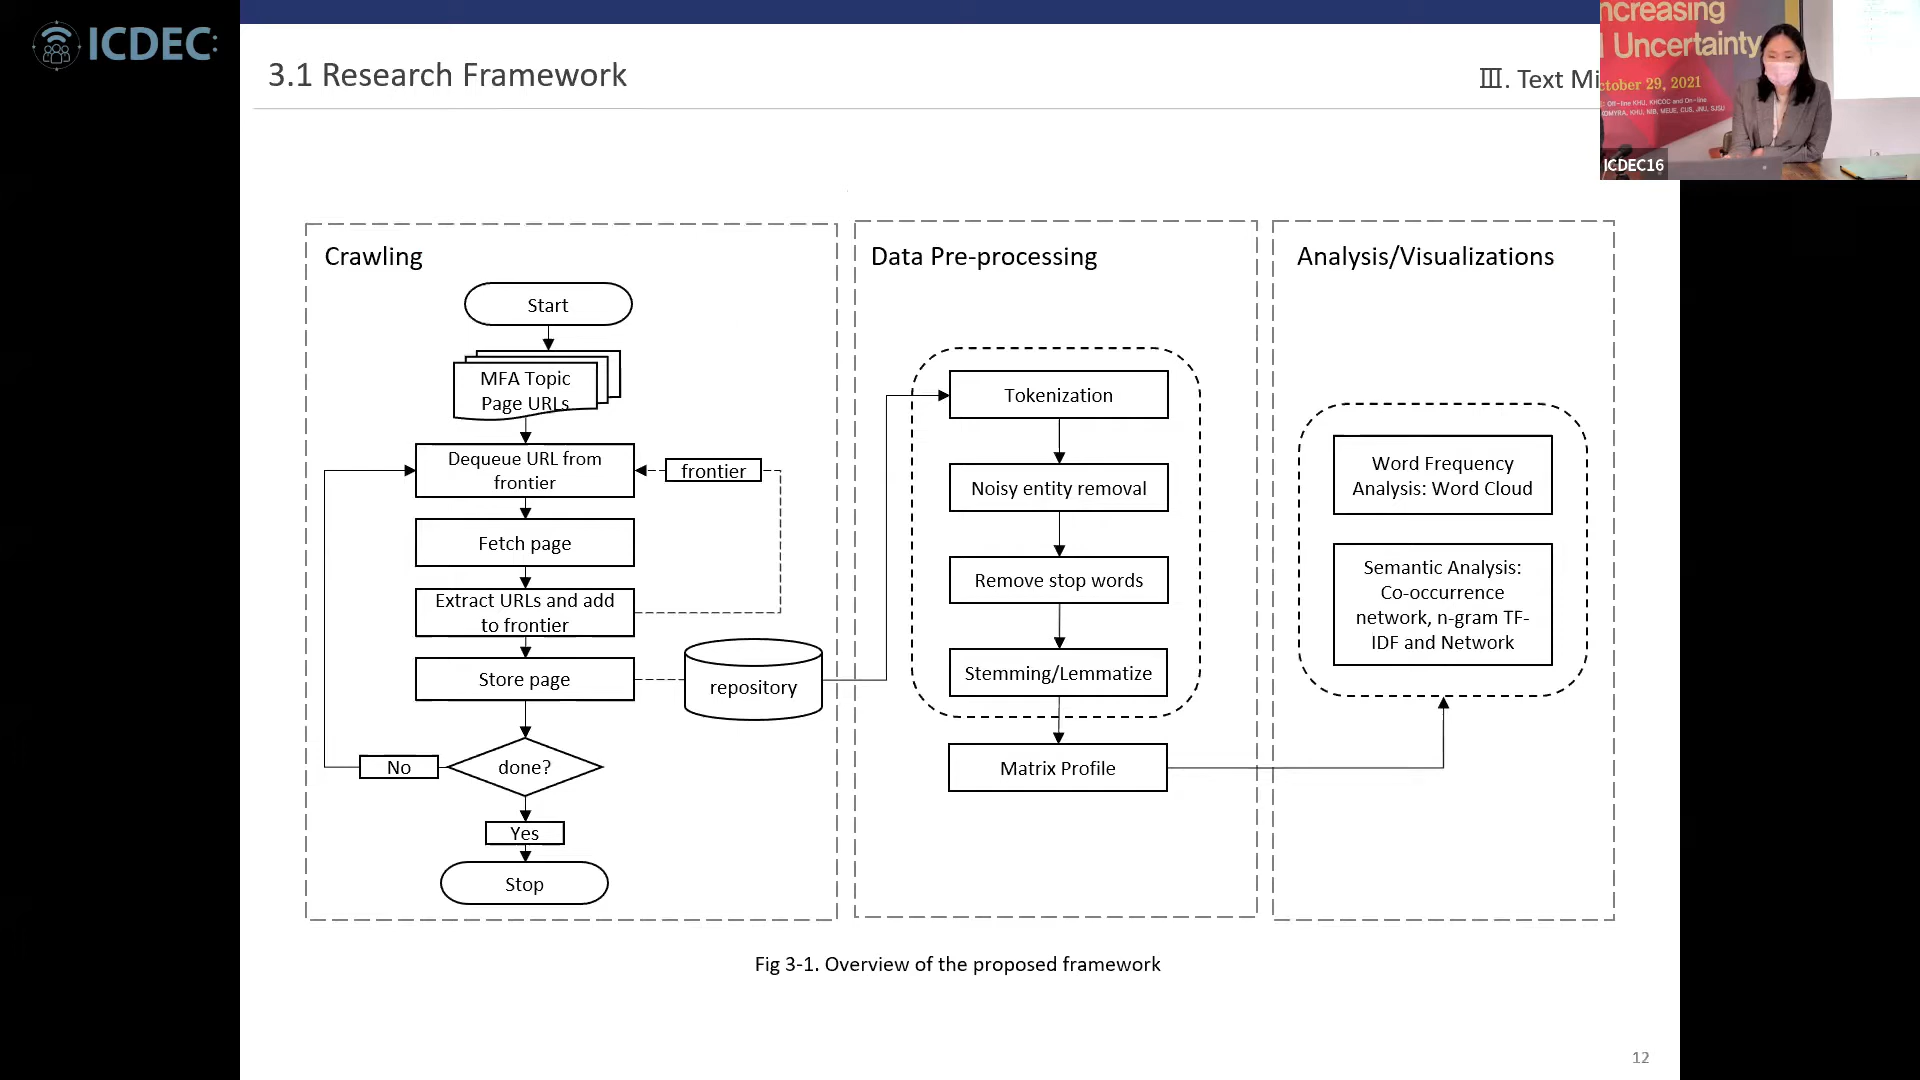 ICDEC:
3.1 Research Framework
Ⅲ. Text
ncreasing
Uncertainty
ctober 29, 2021
Off-line KHU, KHCOC and On-line
KHU, NIB, MEUE, CUS, JNU, SJSU
ICDEC16
Crawling
Start
MFA Topic
Page URLs
Dequeue URL from
frontier
frontier
Fetch page
Extract URLs and add
to frontier
Store page
repository
No
done?
Yes
Stop
Data Pre-processing
Tokenization
Noisy entity removal
Remove stop words
Stemming/Lemmatize
Matrix Profile
Analysis/Visualizations
Word Frequency
Analysis: Word Cloud
Semantic Analysis:
Co-occurrence
network, n-gram TF-
IDF and Network
Fig 3-1. Overview of the proposed framework
12